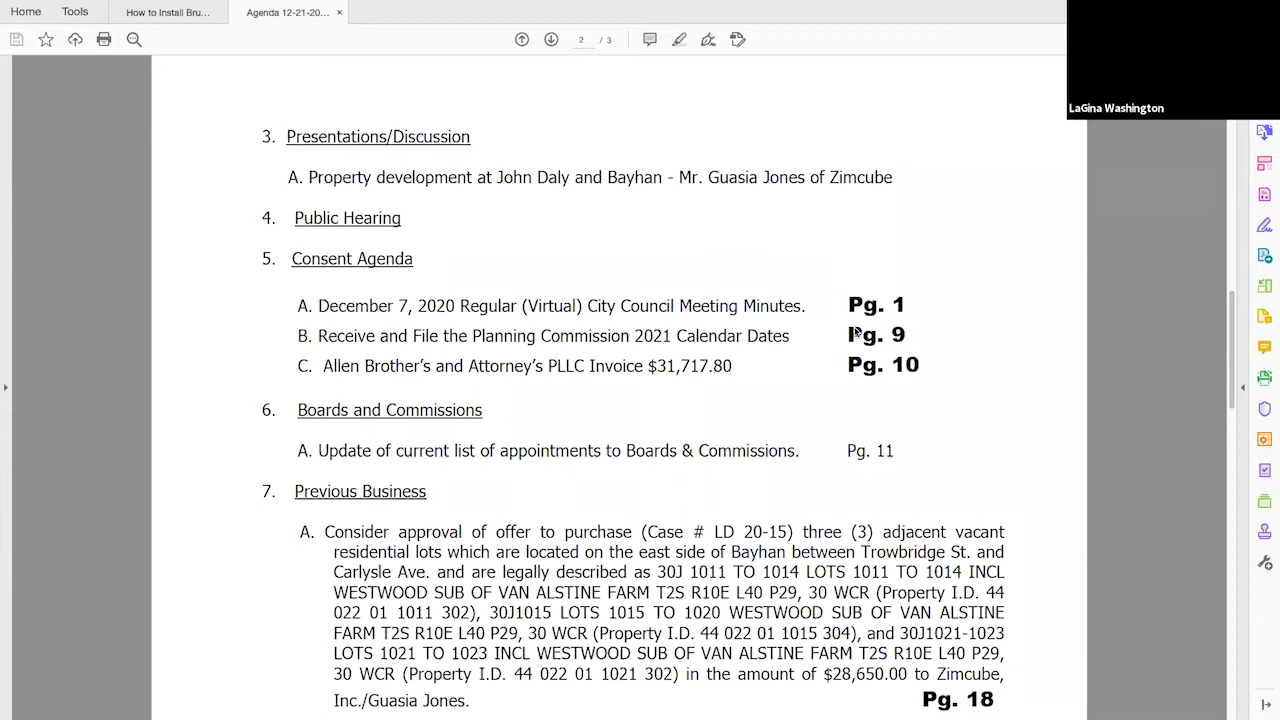 Home Tools How to Install Bru... Agenda 12-21-20... ×
2 / 3
LaGina Washington
3. Presentations/Discussion
A. Property development at John Daly and Bayhan - Mr. Guasia Jones of Zimcube
4. Public Hearing
5. Consent Agenda
A. December 7, 2020 Regular (Virtual) City Council Meeting Minutes. Pg. 1
B. Receive and File the Planning Commission 2021 Calendar Dates Pg. 9
C. Allen Brother’s and Attorney’s PLLC Invoice $31,717.80 Pg. 10
6. Boards and Commissions
A. Update of current list of appointments to Boards & Commissions. Pg. 11
7. Previous Business
A. Consider approval of offer to purchase (Case # LD 20-15) three (3) adjacent vacant
residential lots which are located on the east side of Bayhan between Trowbridge St. and
Carlysle Ave. and are legally described as 30J 1011 TO 1014 LOTS 1011 TO 1014 INCL
WESTWOOD SUB OF VAN ALSTINE FARM T2S R10E L40 P29, 30 WCR (Property I.D. 44
022 01 1011 302), 30J1015 LOTS 1015 TO 1020 WESTWOOD SUB OF VAN ALSTINE
FARM T2S R10E L40 P29, 30 WCR (Property I.D. 44 022 01 1015 304), and 30J1021-1023
LOTS 1021 TO 1023 INCL WESTWOOD SUB OF VAN ALSTINE FARM T2S R10E L40 P29,
30 WCR (Property I.D. 44 022 01 1021 302) in the amount of $28,650.00 to Zimcube,
Inc./Guasia Jones. Pg. 18